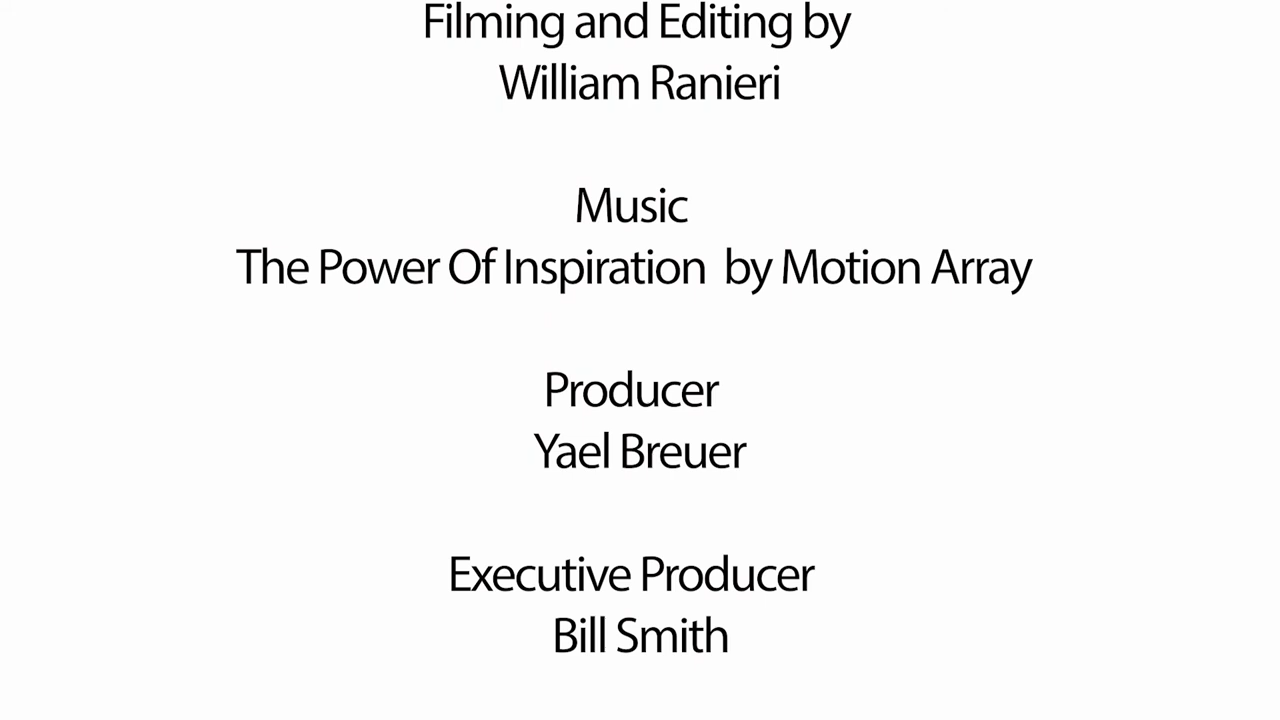 Filming and Editing by
William Ranieri
Music
The Power Of Inspiration  by Motion Array
Producer
Yael Breuer
Executive Producer
Bill Smith